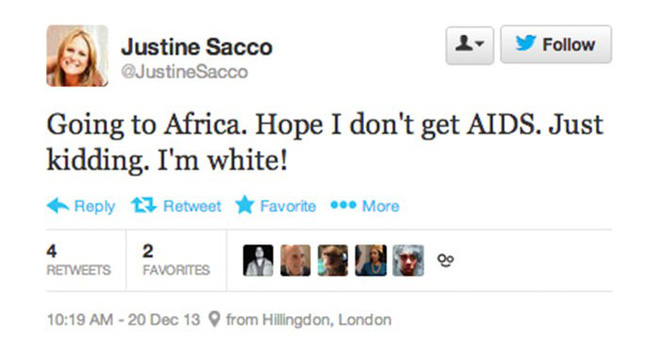 Justine Sacco
@JustineSacco
Follow
Going to Africa. Hope I don't get AIDS. Just
kidding. I'm white!
Reply Retweet Favorite More
4 2
RETWEETS FAVORITES
10:19 AM - 20 Dec 13 from Hillingdon, London